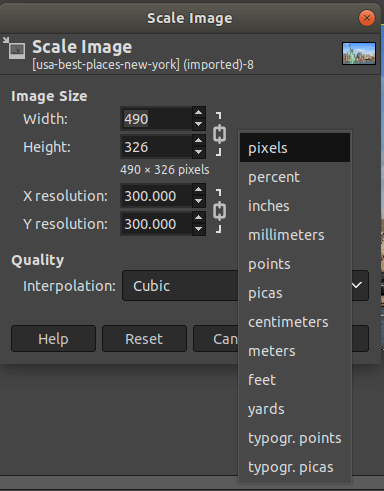 Scale Image
Scale Image
[usa-best-places-new-york] (imported)-8
Image Size
Width: 490
Height: 326
490 × 326 pixels
X resolution: 300.000
Y resolution: 300.000
Quality
Interpolation: Cubic
Help Reset Can
pixels
percent
inches
millimeters
points
picas
centimeters
meters
feet
yards
typogr. points
typogr. picas